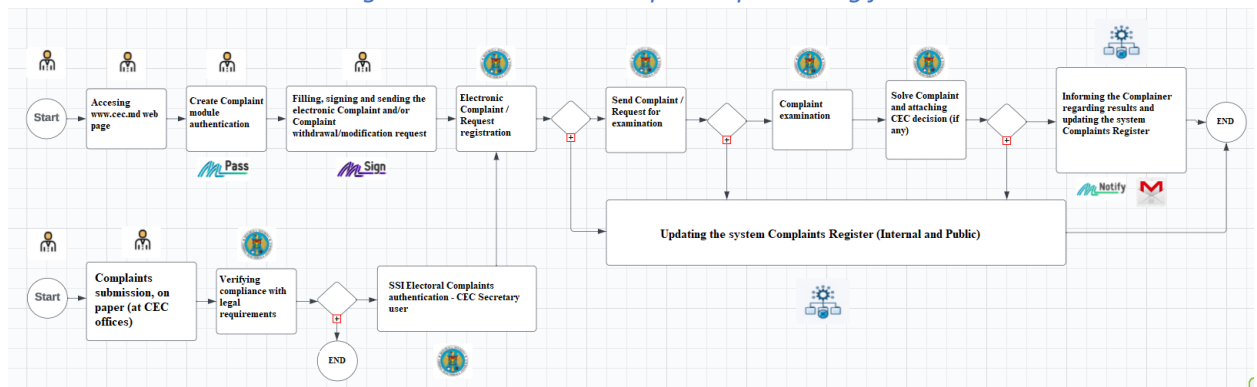 Start
Accesing
www.cec.md web
page
Create Complaint
module
authentication
Pass
Filling, signing and sending the
electronic Complaint and/or
Complaint
withdrawal/modification request
Sign
Electronic
Complaint /
Request
registration
Send Complaint /
Request for
examination
Complaint
examination
Solve Complaint
and attaching
CEC decision (if
any)
Informing the Complainer
regarding results and
updating the system
Complaints Register
Notify
END
Updating the system Complaints Register (Internal and Public)
Start
Complaints
submission, on
paper (at CEC
offices)
Verifying
compliance with
legal
requirements
END
SSI Electoral Complaints
authentication - CEC Secretary
user